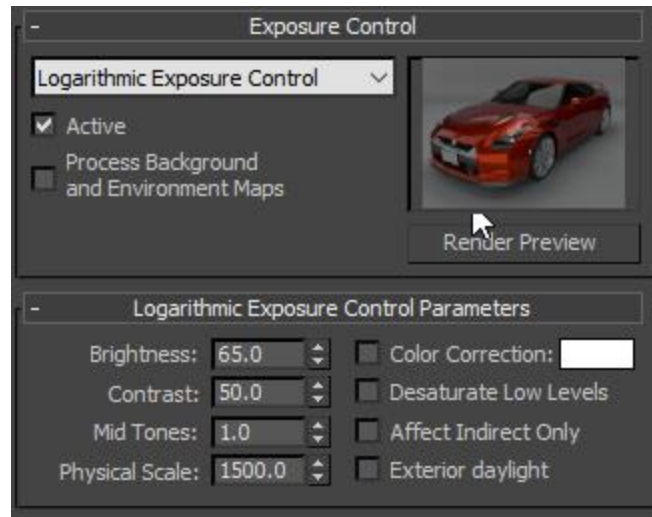 - Exposure Control
Logarithmic Exposure Control
Active
Process Background
and Environment Maps
Render Preview
- Logarithmic Exposure Control Parameters
Brightness: 65.0 Color Correction:
Contrast: 50.0 Desaturate Low Levels
Mid Tones: 1.0 Affect Indirect Only
Physical Scale: 1500.0 Exterior daylight